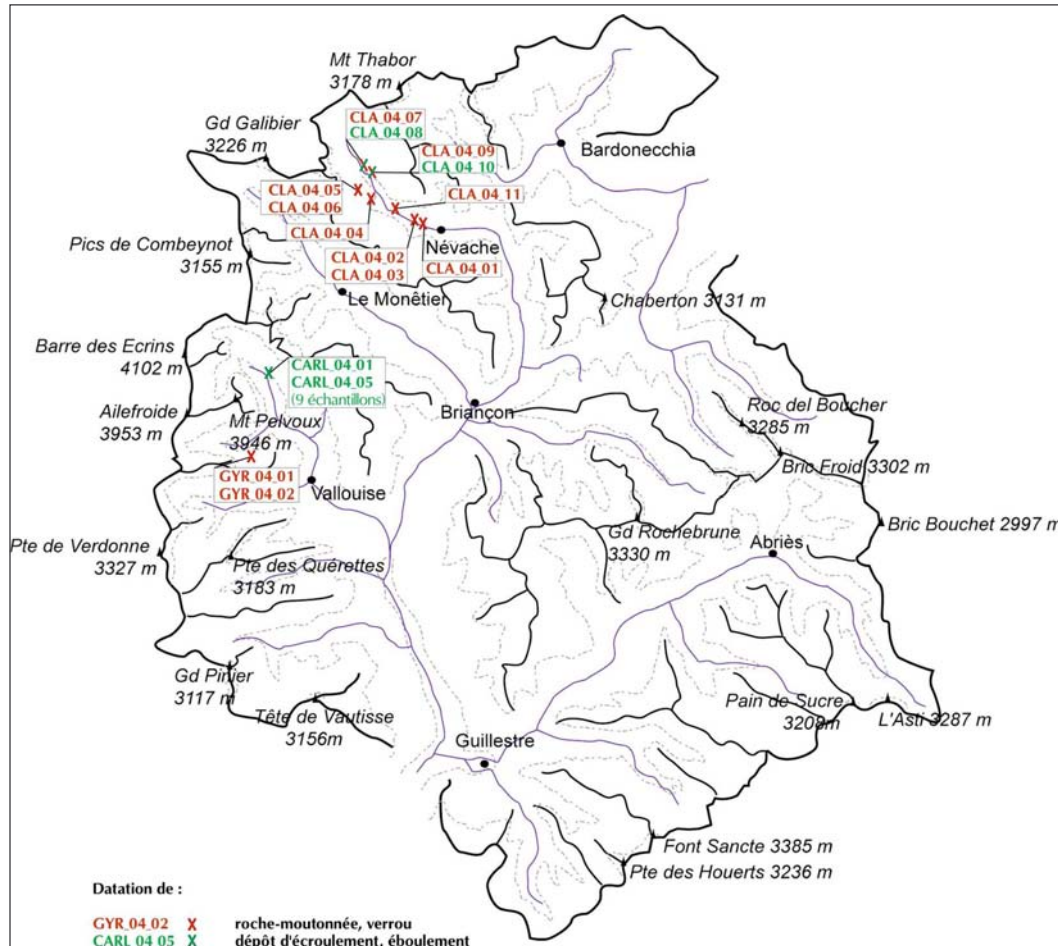 Mt Thabor
3178 m
Gd Galibier
3226 m
CLA_04_07
CLA_04_08
CLA_04_09
CLA_04_10
Bardonecchia
CLA_04_05
CLA_04_06
CLA_04_11
CLA_04_04
Névache
Pics de Combeynot
3155 m
CLA_04_02
CLA_04_03
CLA_04_01
Le Monêtier
Chaberton 3131 m
Barre des Ecrins
4102 m
CARL_04_01
CARL_04_05
(9 échantillons)
Ailefroide
3953 m
Mt Pelvoux
3946 m
Briançon
Roc del Boucher
3285 m
Bric Froid 3302 m
GYR_04_01
GYR_04_02
Vallouise
Bric Bouchet 2997 m
Gd Rochebrune
3330 m
Abriès
Pte de Verdonne
3327 m
Pte des Quérettes
3183 m
Gd Pinier
3117 m
Tête de Vautisse
3156m
Pain de Sucre
3208m
L'Asti 3287 m
Guillestre
Font Sancte 3385 m
Pte des Houerts 3236 m
Datation de :
GYR_04_02 X roche-moutonnée, verrou
CARL_04_05 X dépôt d'écroulement, éboulement